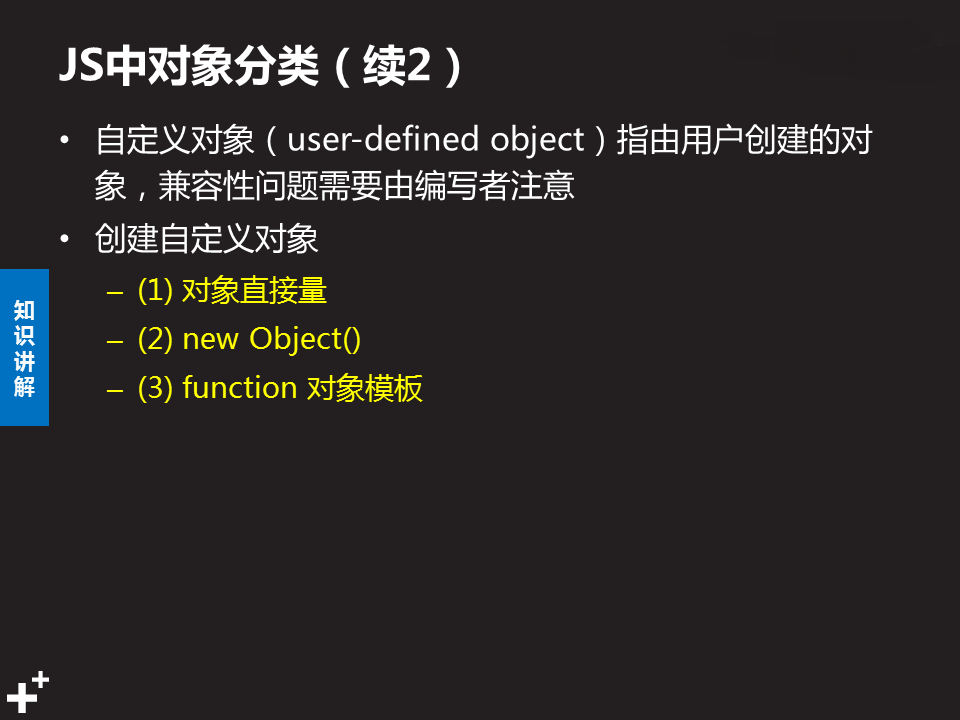 JS中对象分类（续2）
• 自定义对象（user-defined object）指由用户创建的对
象，兼容性问题需要由编写者注意
• 创建自定义对象
– (1) 对象直接量
– (2) new Object()
– (3) function 对象模板
知
识
讲
解